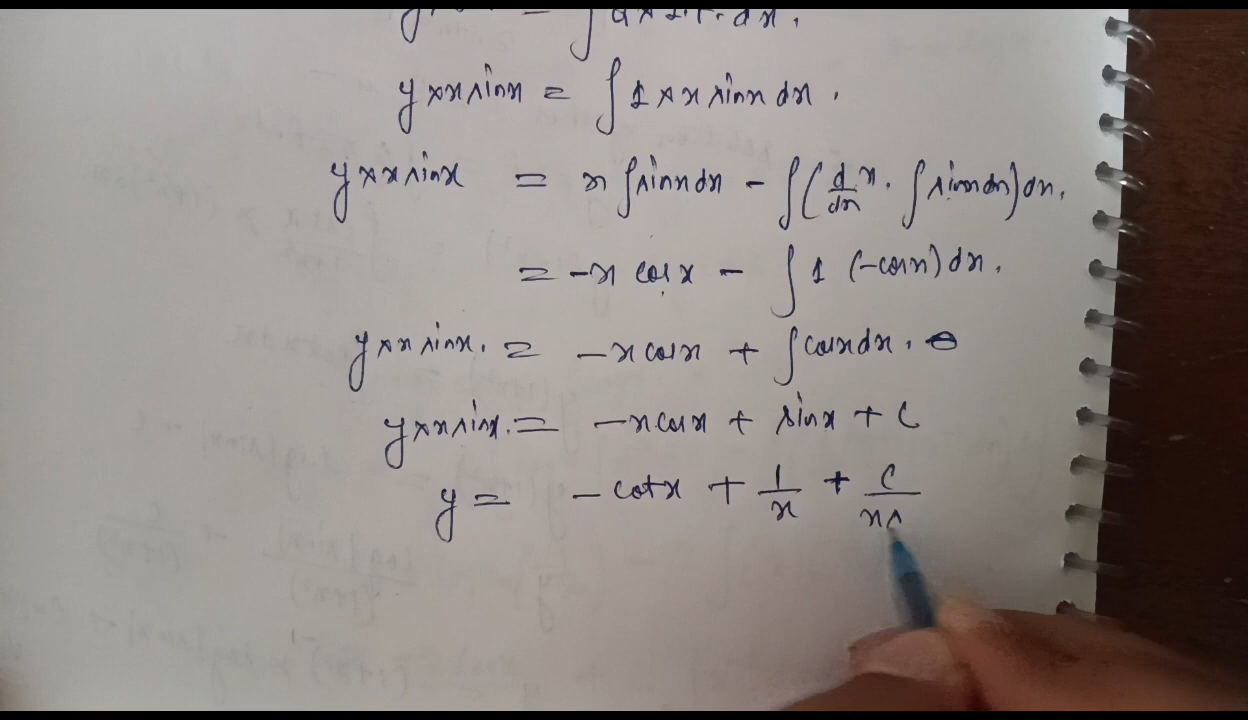 y × x sin x = ∫ 1 × x sin x dx .
y × x sin x = x ∫ sin x dx - ∫ ( d/dx x . ∫ sin x dx ) dx .
= - x cos x - ∫ 1 (-cos x) dx .
y × x sin x . = - x cos x + ∫ cos x dx .
y × x sin x . = - x cos x + sin x + C
y = - cot x + 1/x + C/x